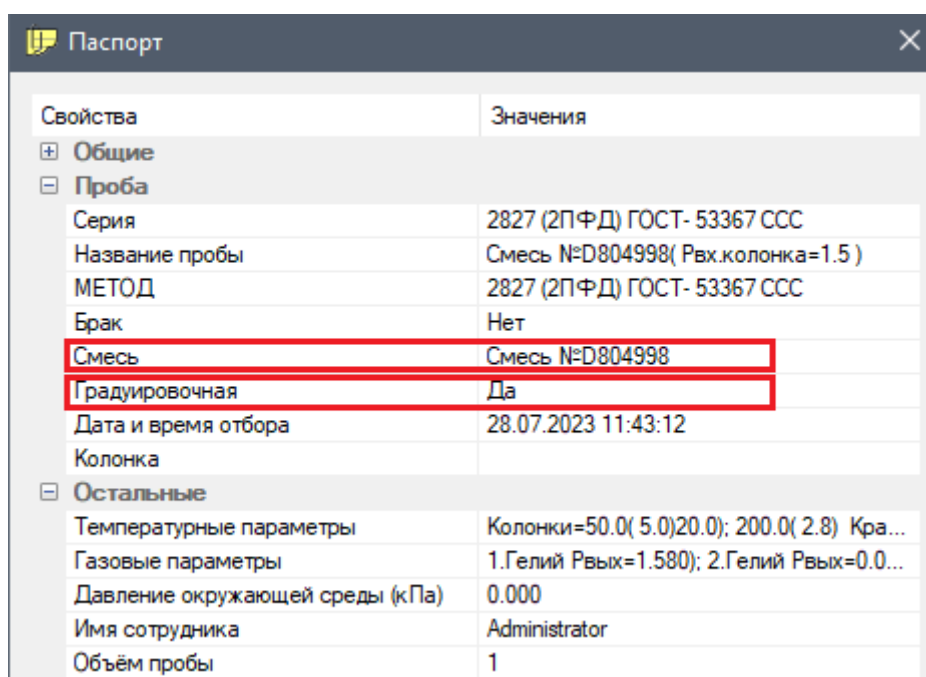 Паспорт
Свойства Значения
Общие
Проба
Серия 2827 (2ПФД) ГОСТ- 53367 ССС
Название пробы Смесь №D804998( Рвх.колонка=1.5 )
МЕТОД 2827 (2ПФД) ГОСТ- 53367 ССС
Брак Нет
Смесь Смесь №D804998
Градуировочная Да
Дата и время отбора 28.07.2023 11:43:12
Колонка
Остальные
Температурные параметры Колонки=50.0( 5.0)20.0); 200.0( 2.8) Кра...
Газовые параметры 1.Гелий Рвых=1.580); 2.Гелий Рвых=0.0...
Давление окружающей среды (кПа) 0.000
Имя сотрудника Administrator
Объём пробы 1